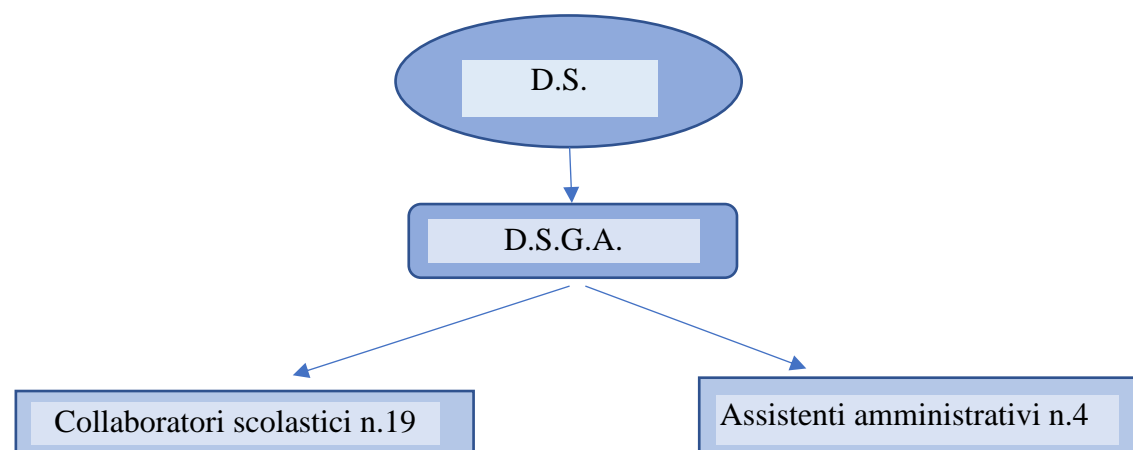 D.S.
D.S.G.A.
Collaboratori scolastici n.19
Assistenti amministrativi n.4